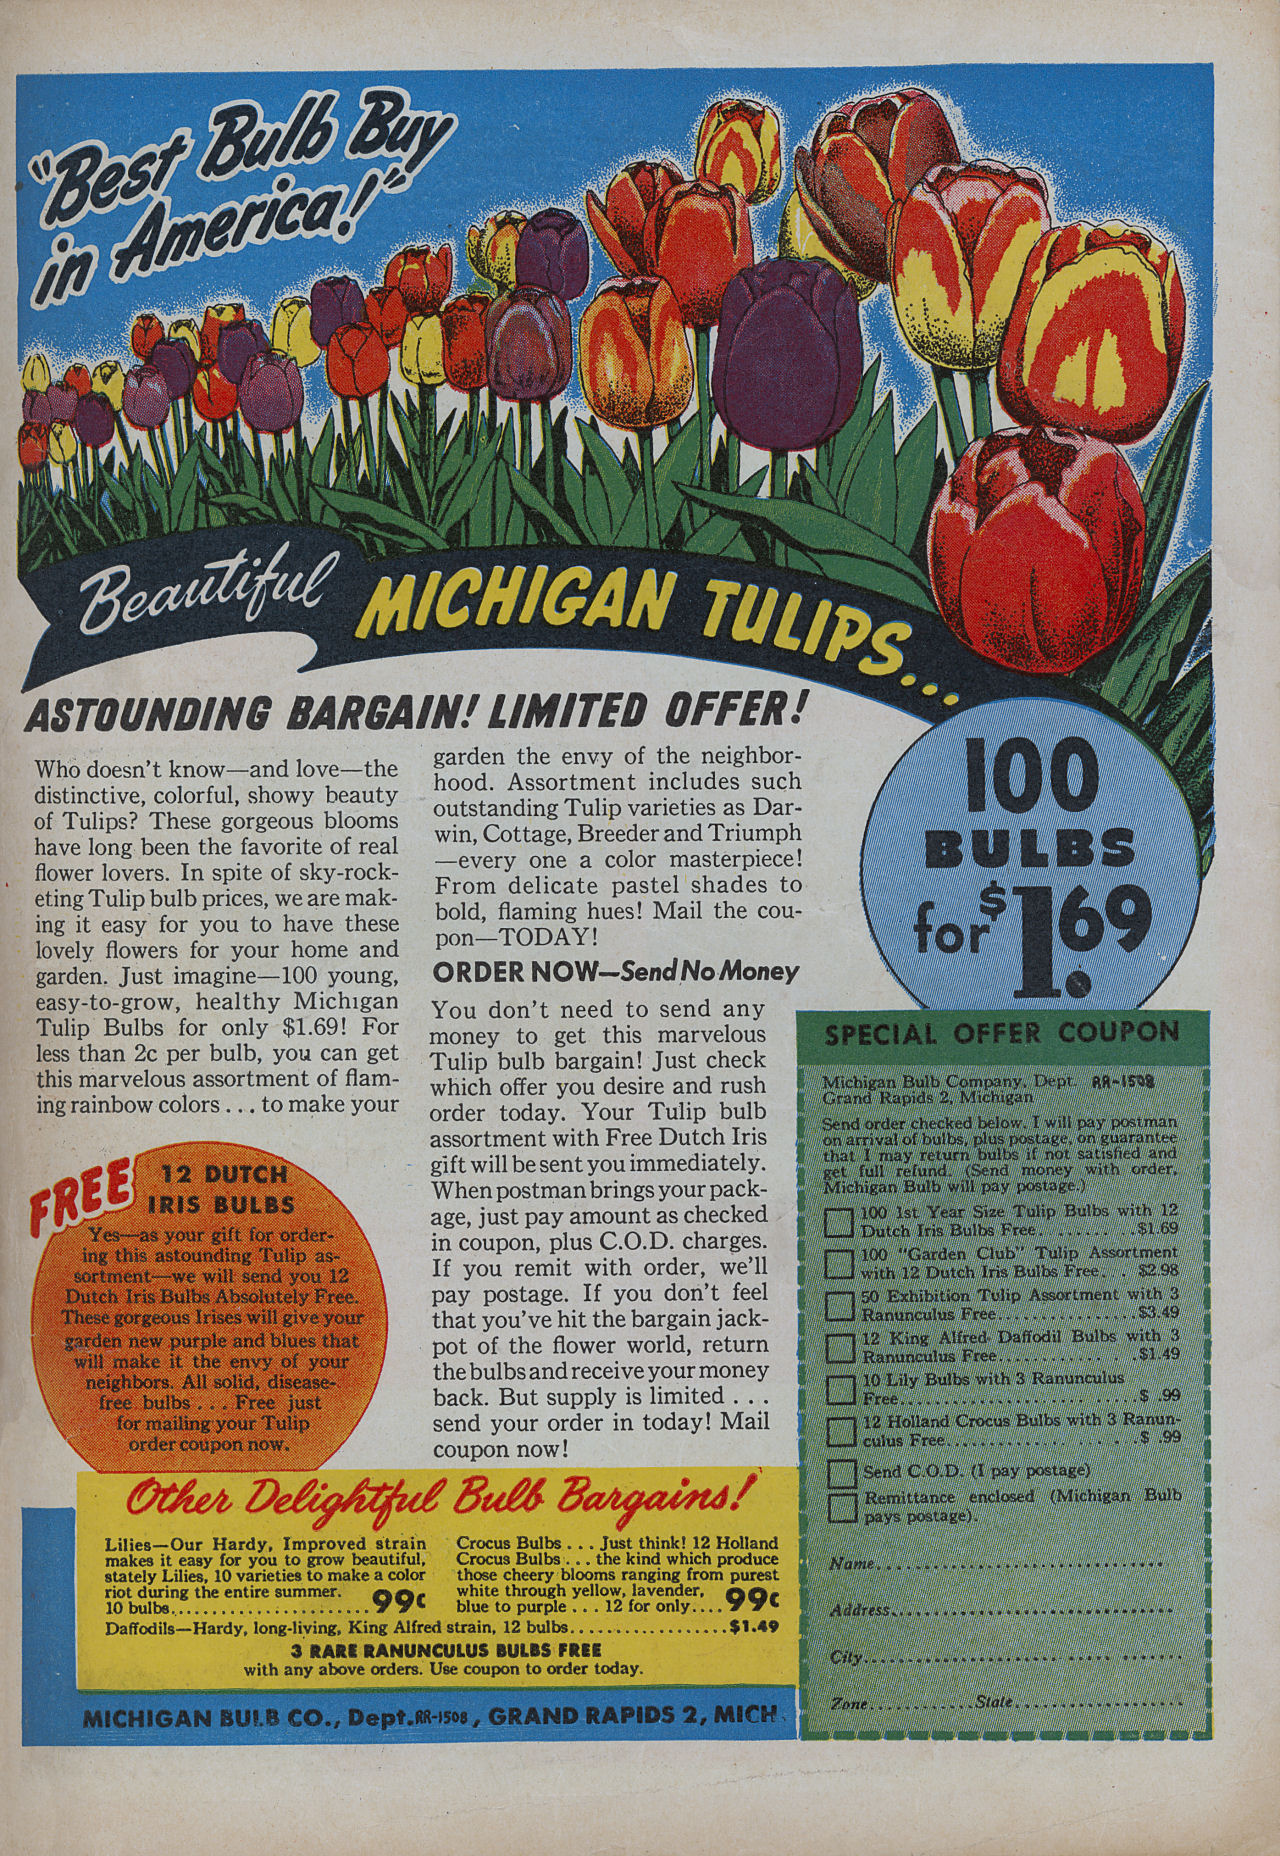 "Best Bulb Buy
in America!"
Beautiful MICHIGAN TULIPS...
ASTOUNDING BARGAIN! LIMITED OFFER!
Who doesn't know—and love—the
distinctive, colorful, showy beauty
of Tulips? These gorgeous blooms
have long been the favorite of real
flower lovers. In spite of sky-rock-
eting Tulip bulb prices, we are mak-
ing it easy for you to have these
lovely flowers for your home and
garden. Just imagine—100 young,
easy-to-grow, healthy Michigan
Tulip Bulbs for only $1.69! For
less than 2c per bulb, you can get
this marvelous assortment of flam-
ing rainbow colors . . . to make your
garden the envy of the neighbor-
hood. Assortment includes such
outstanding Tulip varieties as Dar-
win, Cottage, Breeder and Triumph
—every one a color masterpiece!
From delicate pastel shades to
bold, flaming hues! Mail the cou-
pon—TODAY!
ORDER NOW—Send No Money
You don't need to send any
money to get this marvelous
Tulip bulb bargain! Just check
which offer you desire and rush
order today. Your Tulip bulb
assortment with Free Dutch Iris
gift will be sent you immediately.
When postman brings your pack-
age, just pay amount as checked
in coupon, plus C.O.D. charges.
If you remit with order, we'll
pay postage. If you don't feel
that you've hit the bargain jack-
pot of the flower world, return
the bulbs and receive your money
back. But supply is limited . . .
send your order in today! Mail
coupon now!
100
BULBS
for $1.69
FREE
12 DUTCH
IRIS BULBS
Yes—as your gift for order-
ing this astounding Tulip as-
sortment—we will send you 12
Dutch Iris Bulbs Absolutely Free.
These gorgeous Irises will give your
garden new purple and blues that
will make it the envy of your
neighbors. All solid, disease-
free bulbs . . . Free just
for mailing your Tulip
order coupon now.
Other Delightful Bulb Bargains!
Lilies—Our Hardy, Improved strain
makes it easy for you to grow beautiful,
stately Lilies, 10 varieties to make a color
riot during the entire summer.
10 bulbs........................ 99c
Crocus Bulbs . . . Just think! 12 Holland
Crocus Bulbs . . . the kind which produce
those cheery blooms ranging from purest
white through yellow, lavender,
blue to purple . . . 12 for only.... 99c
Daffodils—Hardy, long-living, King Alfred strain, 12 bulbs...................$1.49
3 RARE RANUNCULUS BULBS FREE
with any above orders. Use coupon to order today.
MICHIGAN BULB CO., Dept. RR-1508, GRAND RAPIDS 2, MICH.
SPECIAL OFFER COUPON
Michigan Bulb Company, Dept. RR-1508
Grand Rapids 2, Michigan
Send order checked below. I will pay postman
on arrival of bulbs, plus postage, on guarantee
that I may return bulbs if not satisfied and
get full refund. (Send money with order,
Michigan Bulb will pay postage.)
100 1st Year Size Tulip Bulbs with 12
Dutch Iris Bulbs Free.............$1.69
100 "Garden Club" Tulip Assortment
with 12 Dutch Iris Bulbs Free... $2.98
50 Exhibition Tulip Assortment with 3
Ranunculus Free................$3.49
12 King Alfred Daffodil Bulbs with 3
Ranunculus Free................$1.49
10 Lily Bulbs with 3 Ranunculus
Free...........................$ .99
12 Holland Crocus Bulbs with 3 Ranun-
culus Free.....................$ .99
Send C.O.D. (I pay postage)
Remittance enclosed (Michigan Bulb
pays postage).
Name...................................
Address................................
City...................................
Zone.............State.....................